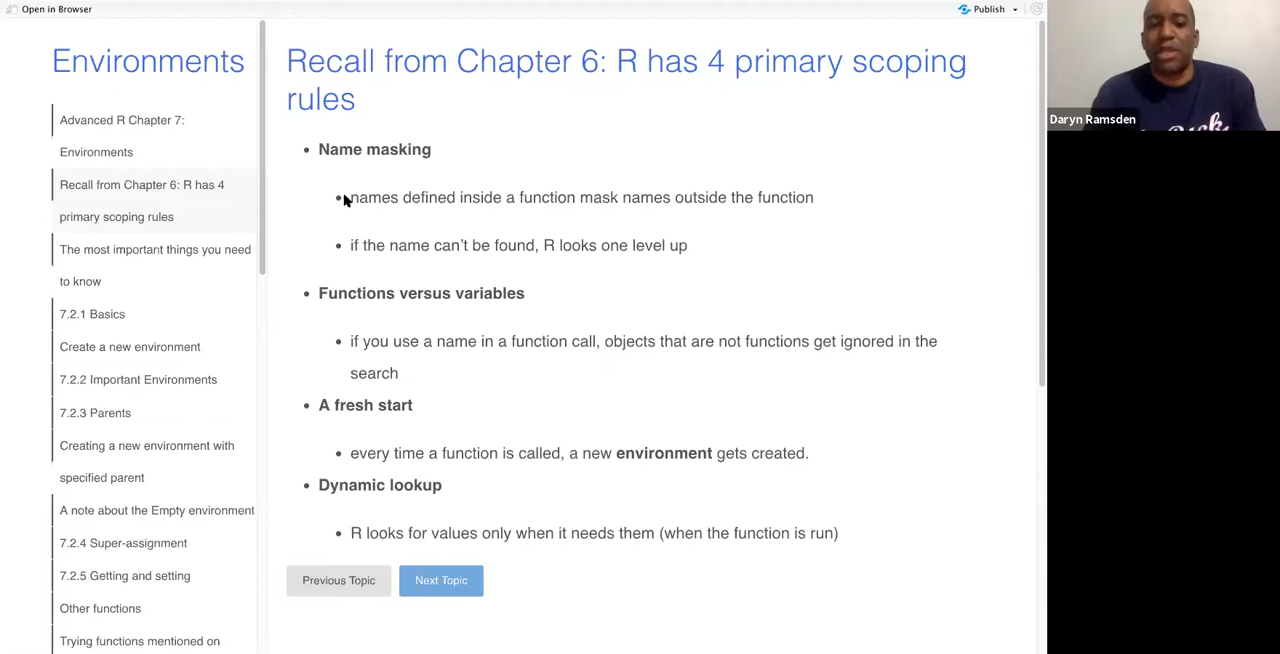 Open in Browser
Publish
Environments
Advanced R Chapter 7:
Environments
Recall from Chapter 6: R has 4
primary scoping rules
The most important things you need
to know
7.2.1 Basics
Create a new environment
7.2.2 Important Environments
7.2.3 Parents
Creating a new environment with
specified parent
A note about the Empty environment
7.2.4 Super-assignment
7.2.5 Getting and setting
Other functions
Trying functions mentioned on
Recall from Chapter 6: R has 4 primary scoping
rules
Name masking
names defined inside a function mask names outside the function
if the name can’t be found, R looks one level up
Functions versus variables
if you use a name in a function call, objects that are not functions get ignored in the
search
A fresh start
every time a function is called, a new environment gets created.
Dynamic lookup
R looks for values only when it needs them (when the function is run)
Previous Topic
Next Topic
Daryn Ramsden